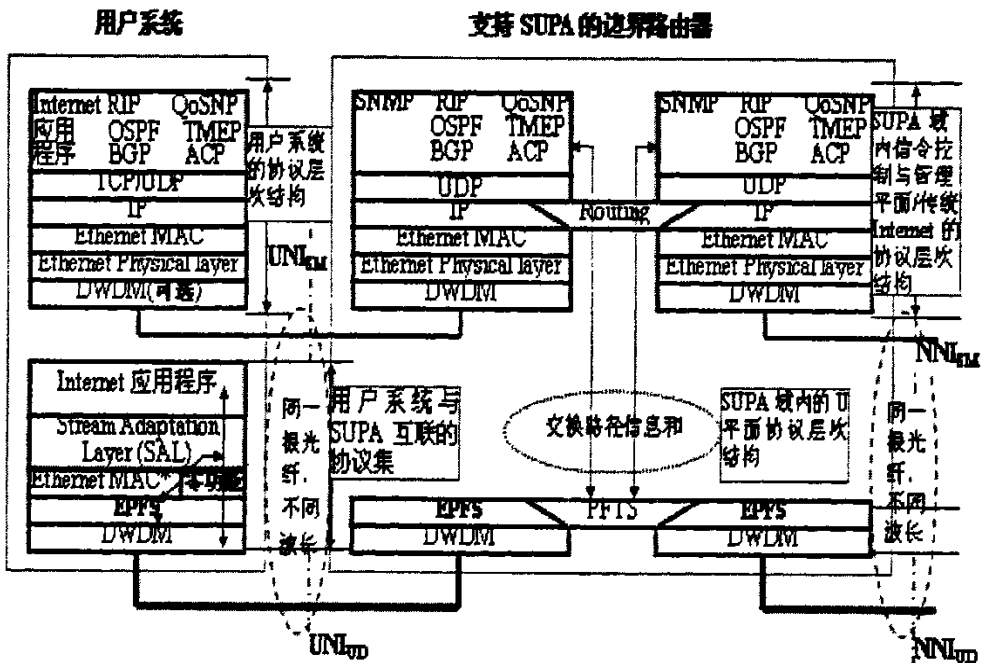 用户系统
支持 SUPA 的边界路由器
Internet RIP QoSNP
应用 OSPF TMEP
程序 BGP ACP
TCP/UDP
IP
Ethernet MAC
Ethernet Physical layer
DWDM(可选)
用户系统
的协议层
次结构
UNI_SM
SNMP RIP QoSNP
OSPF TMEP
BGP ACP
UDP
IP
Ethernet MAC
Ethernet Physical layer
DWDM
Routing
SNMP RIP QoSNP
OSPF TMEP
BGP ACP
UDP
IP
Ethernet MAC
Ethernet Physical layer
DWDM
SUPA 域
内信令控
制与管理
平面/传统
Internet 的
协议层次
结构
NNI_SM
Internet 应用程序
Stream Adaptation
Layer (SAL)
Ethernet MAC*
EPFS
DWDM
同一
根光
纤,
不同
波长
用户系统与
SUPA 互联的
协议集
交换路径信息和
SUPA 域内的 U
平面协议层次
结构
同一
根光
纤,
不同
波长
EPFS
DWDM
PFTS
EPFS
DWDM
UNI_UD
NNI_UD